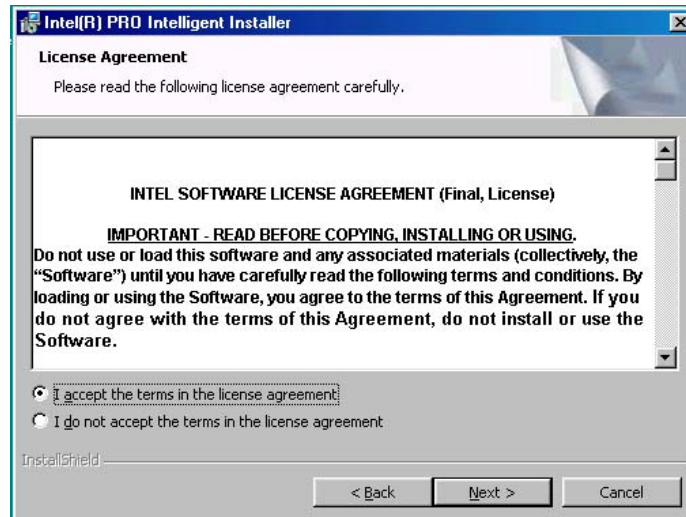 Intel(R) PRO Intelligent Installer
License Agreement
Please read the following license agreement carefully.
INTEL SOFTWARE LICENSE AGREEMENT (Final, License)
IMPORTANT - READ BEFORE COPYING, INSTALLING OR USING.
Do not use or load this software and any associated materials (collectively, the
“Software”) until you have carefully read the following terms and conditions. By
loading or using the Software, you agree to the terms of this Agreement. If you
do not agree with the terms of this Agreement, do not install or use the
Software.
I accept the terms in the license agreement
I do not accept the terms in the license agreement
InstallShield
< Back
Next >
Cancel